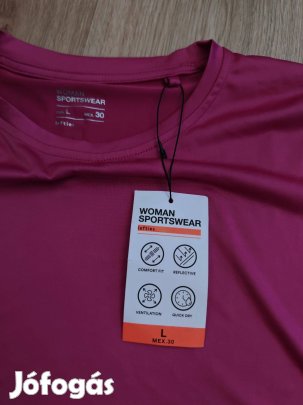 WOMAN
SPORTSWEAR
L
MEX. 30
WOMAN
SPORTSWEAR
COMFORT FIT
REFLECTIVE
VENTILATION
QUICK DRY
L
MEX.30
Jófogás